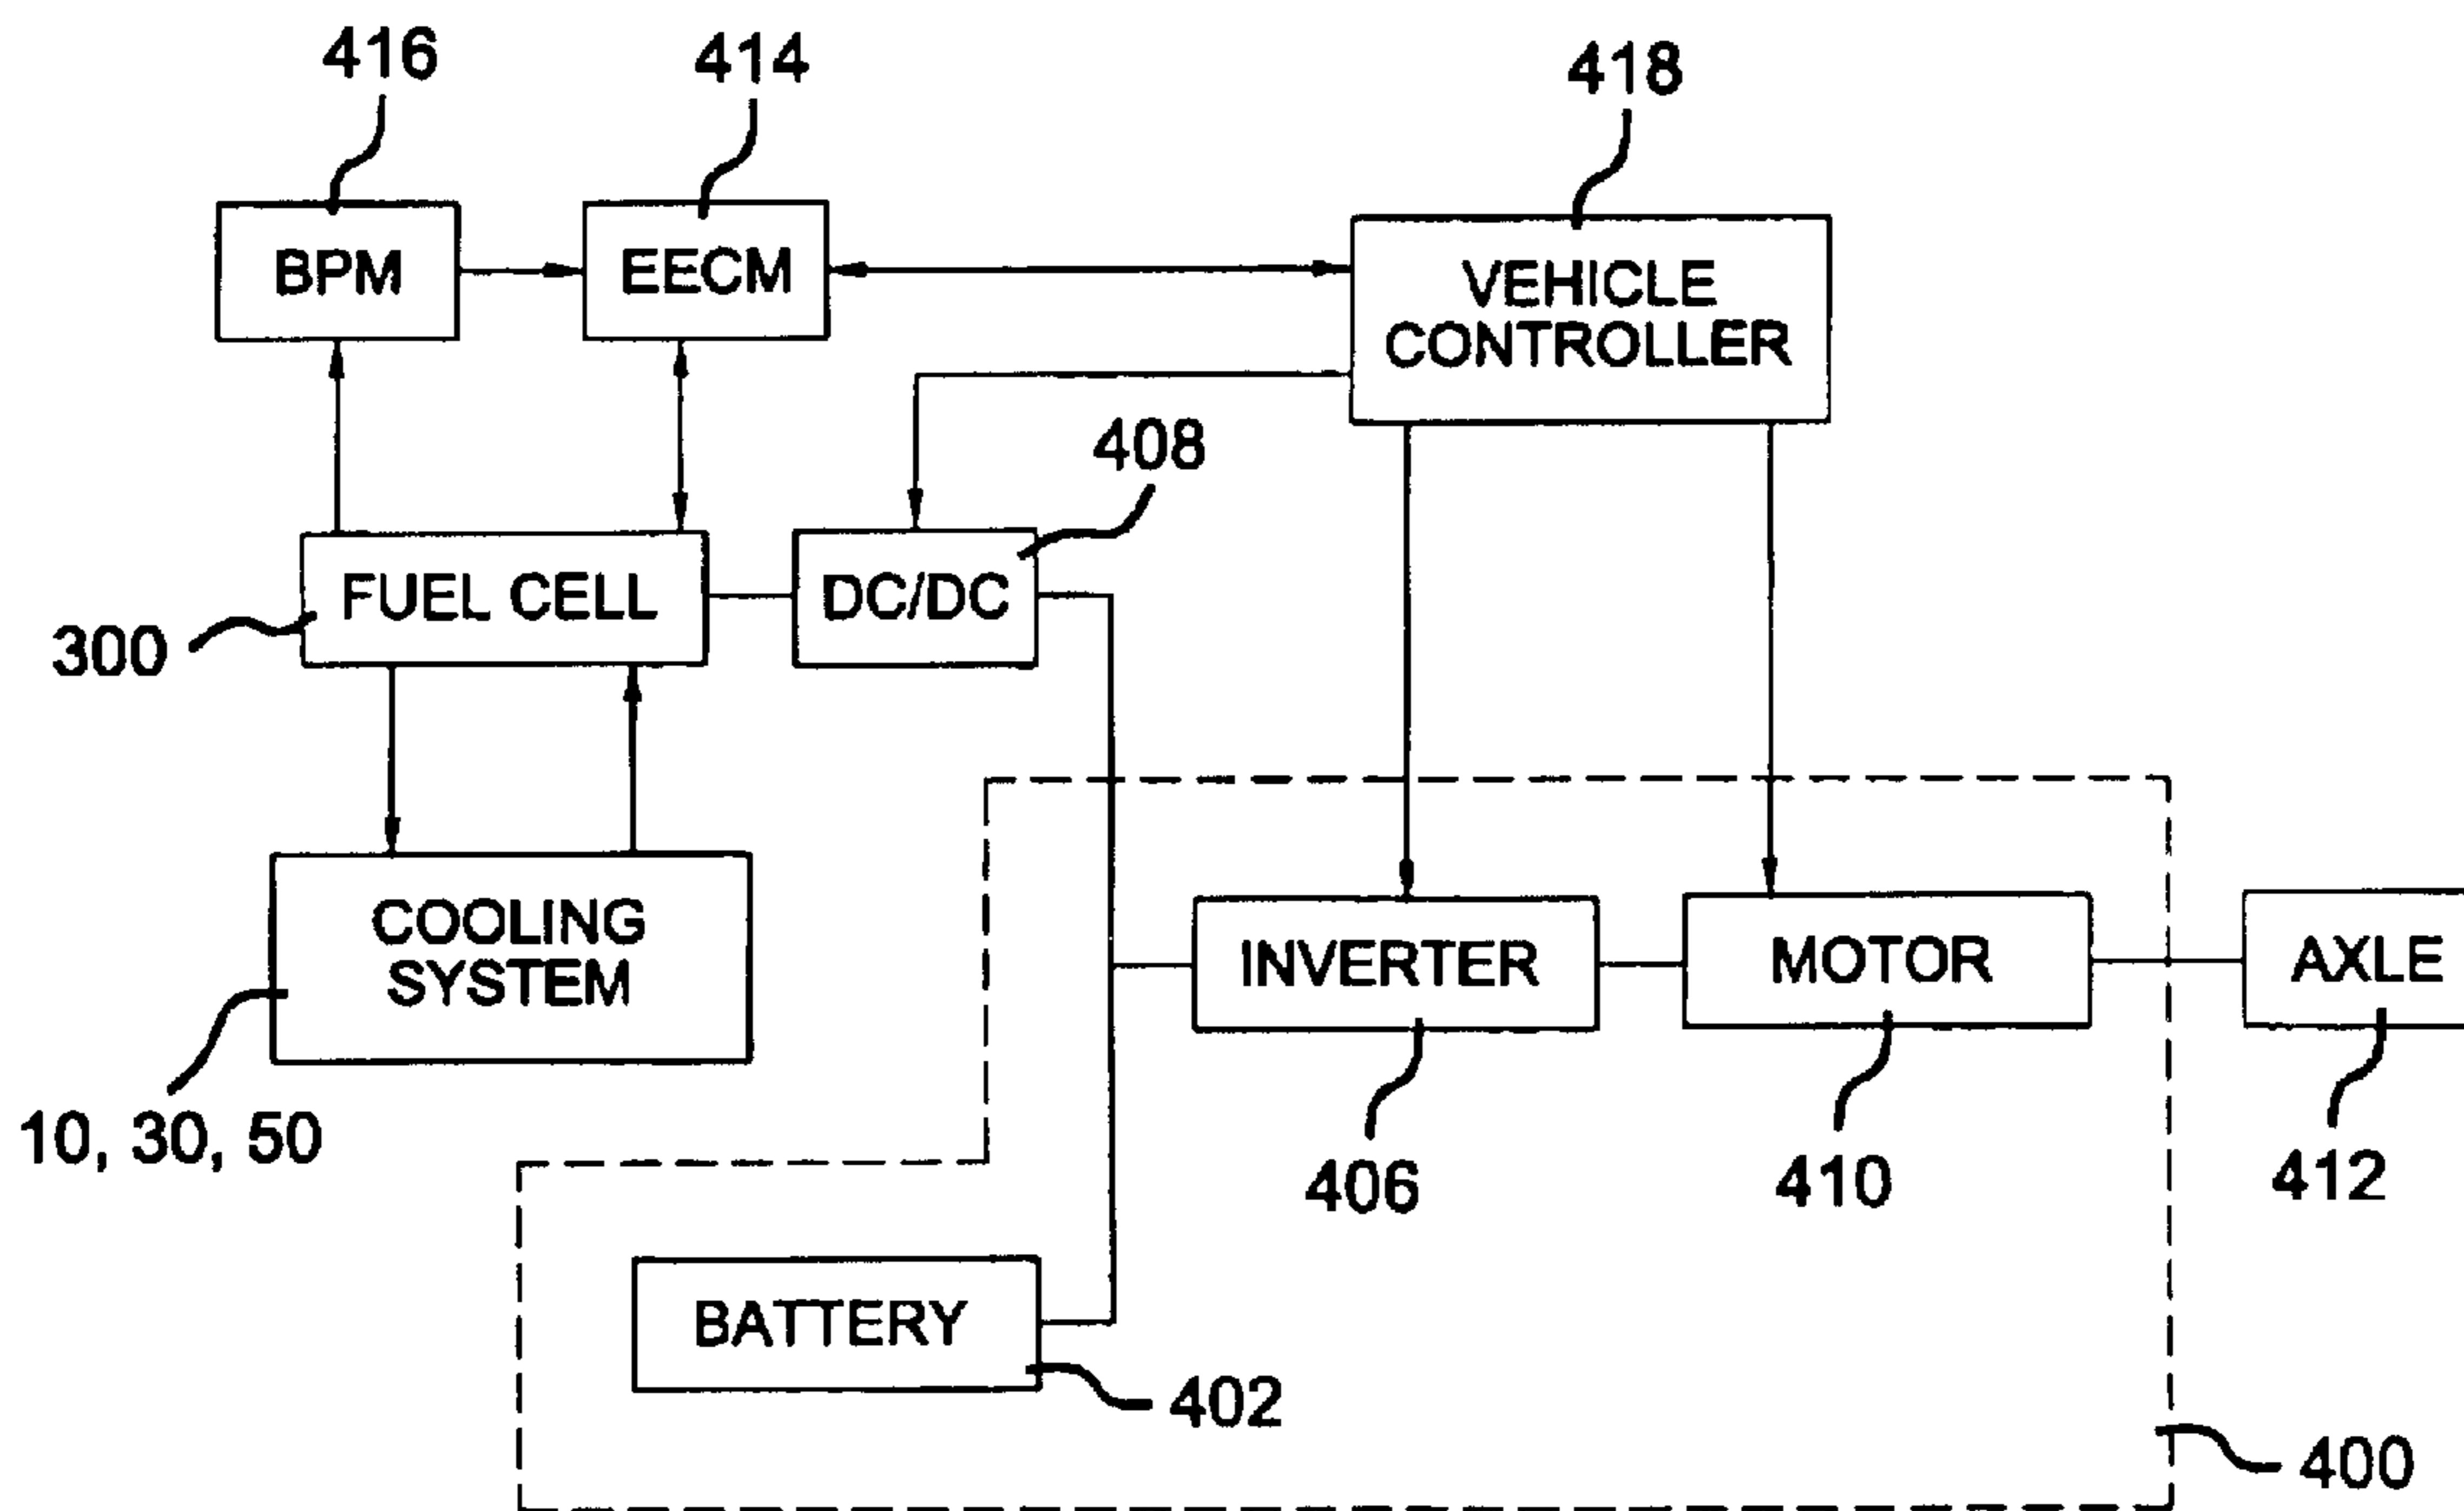 416
414
418
BPM
EECM
VEHICLE
CONTROLLER
408
FUEL CELL
DC/DC
300
COOLING
SYSTEM
INVERTER
MOTOR
AXLE
10, 30, 50
406
410
412
BATTERY
402
400